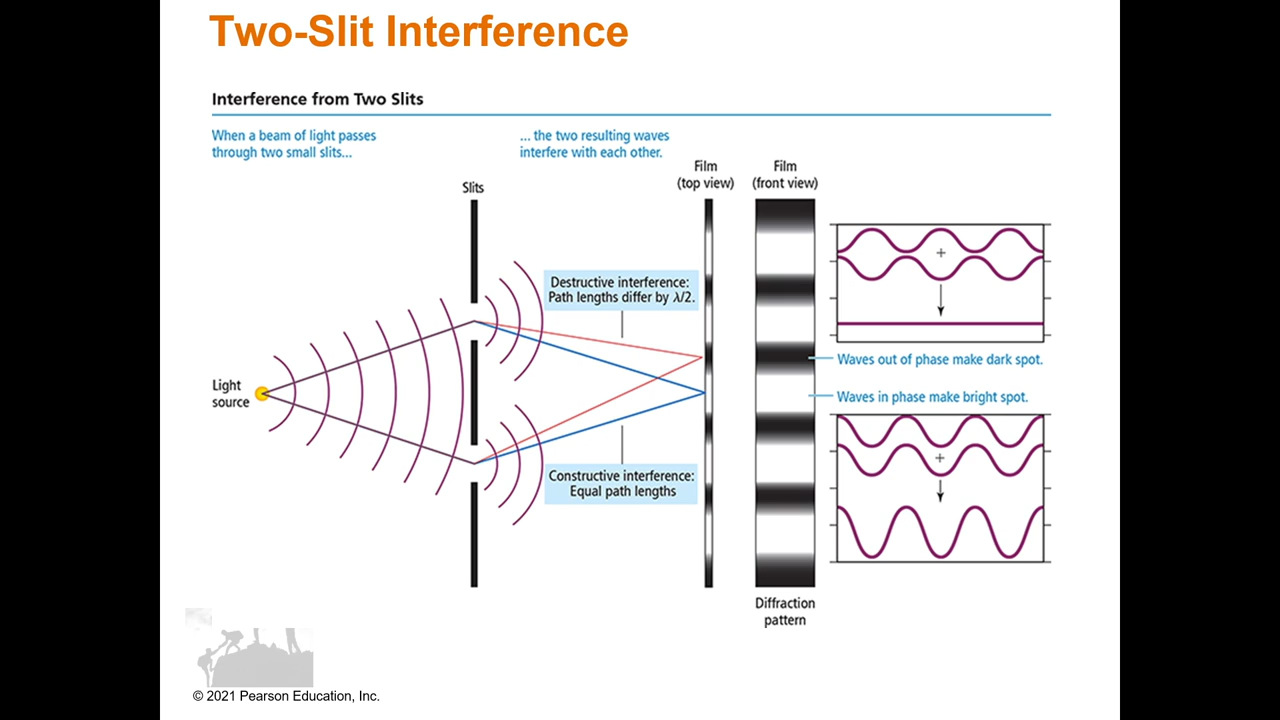 Two-Slit Interference
Interference from Two Slits
When a beam of light passes
through two small slits...
... the two resulting waves
interfere with each other.
Film
(top view)
Film
(front view)
Slits
Destructive interference:
Path lengths differ by λ/2.
+
Waves out of phase make dark spot.
Light
source
Waves in phase make bright spot.
+
Constructive interference:
Equal path lengths
Diffraction
pattern
© 2021 Pearson Education, Inc.